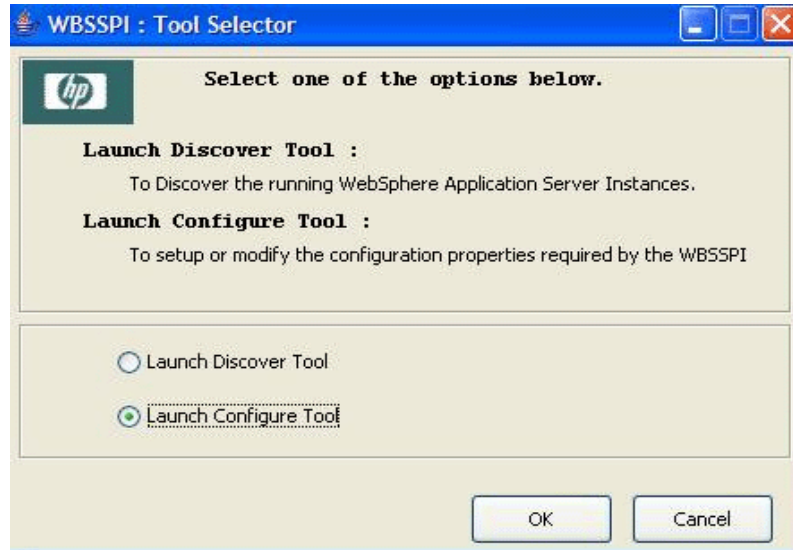 WBSSPI : Tool Selector
hp
Select one of the options below.
Launch Discover Tool :
To Discover the running WebSphere Application Server Instances.
Launch Configure Tool :
To setup or modify the configuration properties required by the WBSSPI
Launch Discover Tool
Launch Configure Tool
OK Cancel